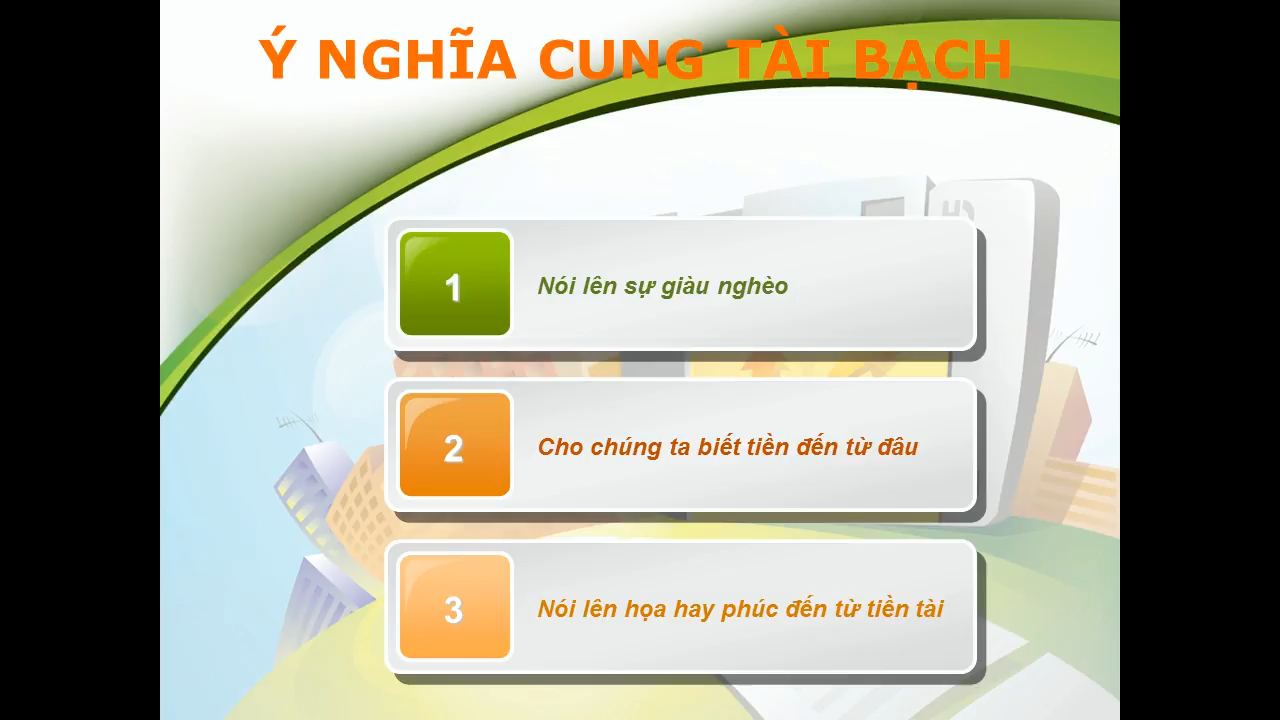 Ý NGHĨA CUNG TÀI BẠCH
1
Nói lên sự giàu nghèo
2
Cho chúng ta biết tiền đến từ đâu
3
Nói lên họa hay phúc đến từ tiền tài